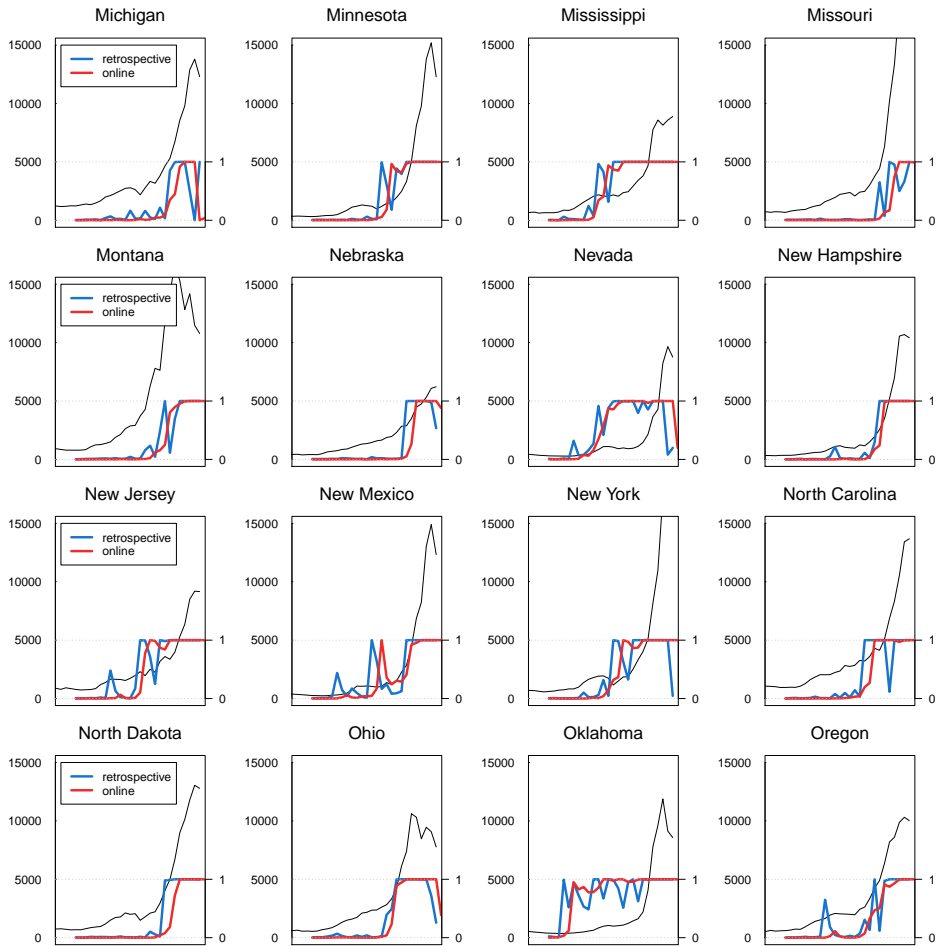 Michigan Minnesota Mississippi Missouri
15000 15000 15000 15000
retrospective
online
10000 10000 10000 10000
5000 1 5000 1 5000 1 5000 1
0 0 0 0 0 0 0 0
Montana Nebraska Nevada New Hampshire
15000 15000 15000 15000
retrospective
online
10000 10000 10000 10000
5000 1 5000 1 5000 1 5000 1
0 0 0 0 0 0 0 0
New Jersey New Mexico New York North Carolina
15000 15000 15000 15000
retrospective
online
10000 10000 10000 10000
5000 1 5000 1 5000 1 5000 1
0 0 0 0 0 0 0 0
North Dakota Ohio Oklahoma Oregon
15000 15000 15000 15000
retrospective
online
10000 10000 10000 10000
5000 1 5000 1 5000 1 5000 1
0 0 0 0 0 0 0 0